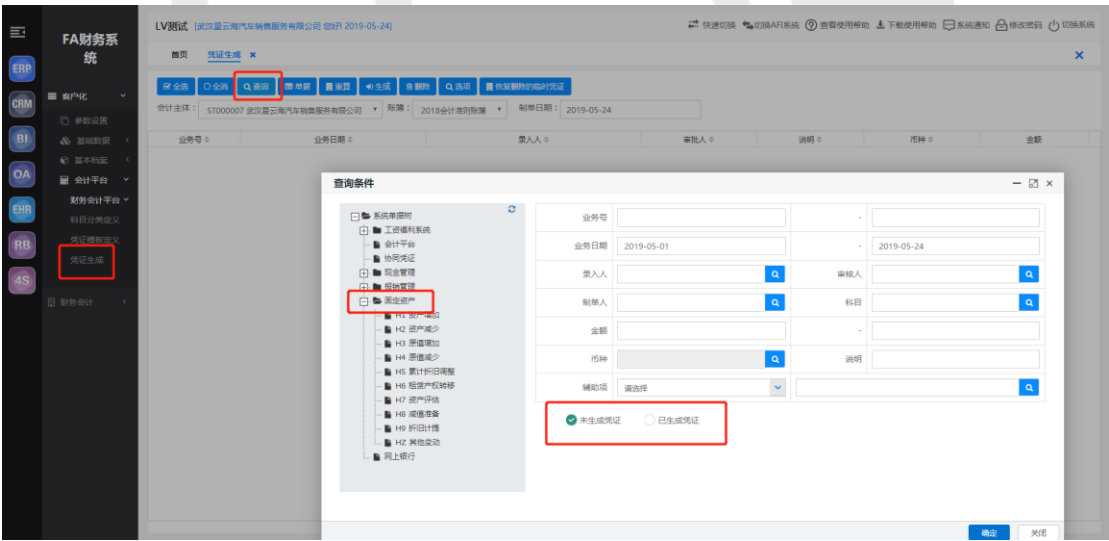 LV测试 [武汉星云海汽车销售服务有限公司 您好! 2019-05-24]
快速切换 切换AFI系统 查看使用帮助 下载使用帮助 系统通知 修改密码 切换系统
FA财务系统
首页 凭证生成 ×
ERP
CRM
BI
OA
EHR
RB
4S
客户化
参数设置
基础数据
基本档案
会计平台
财务会计平台
科目分类定义
凭证模板定义
凭证生成
财务会计
全选 全消 查询 单据 重算 生成 删除 选项 恢复删除的临时凭证
会计主体: ST000007 武汉星云海汽车销售服务有限公司 账簿: 2018会计准则账簿 制单日期: 2019-05-24
业务号 业务日期 录入人 审批人 说明 币种 金额
查询条件
系统单据树
工资福利系统
会计平台
协同凭证
现金管理
报销管理
固定资产
H1 资产增加
H2 资产减少
H3 原值增加
H4 原值减少
H5 累计折旧调整
H6 租赁产权转移
H7 资产评估
H8 减值准备
H9 折旧计提
HZ 其他变动
网上银行
业务号 -
业务日期 2019-05-01 - 2019-05-24
录入人 审核人
制单人 科目
金额 -
币种 说明
辅助项 请选择
未生成凭证 已生成凭证
确定 关闭